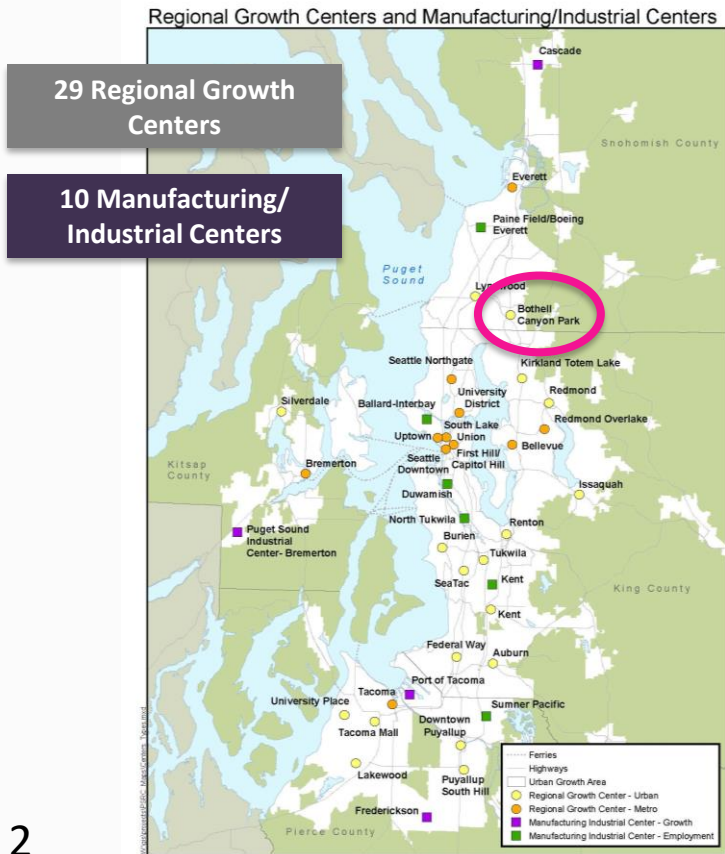 Regional Growth Centers and Manufacturing/Industrial Centers
29 Regional Growth
Centers
10 Manufacturing/
Industrial Centers
Cascade
Snohomish County
Everett
Paine Field/Boeing
Everett
Puget
Sound
Lynnwood
Bothell
Canyon Park
Seattle Northgate
Kirkland Totem Lake
University
District
Redmond
Silverdale
Ballard-Interbay
South Lake
Union
Redmond Overlake
Uptown
Bellevue
First Hill/
Capitol Hill
Seattle
Downtown
Kitsap
County
Bremerton
Issaquah
Duwamish
North Tukwila
Renton
Puget Sound
Industrial
Center- Bremerton
Burien
Tukwila
SeaTac
Kent
King County
Kent
Federal Way
Auburn
Port of Tacoma
Tacoma
University Place
Sumner Pacific
Downtown
Puyallup
Tacoma Mall
Lakewood
Puyallup
South Hill
Frederickson
Pierce County
Ferries
Highways
Urban Growth Area
Regional Growth Center - Urban
Regional Growth Center - Metro
Manufacturing Industrial Center - Growth
Manufacturing Industrial Center - Employment
2